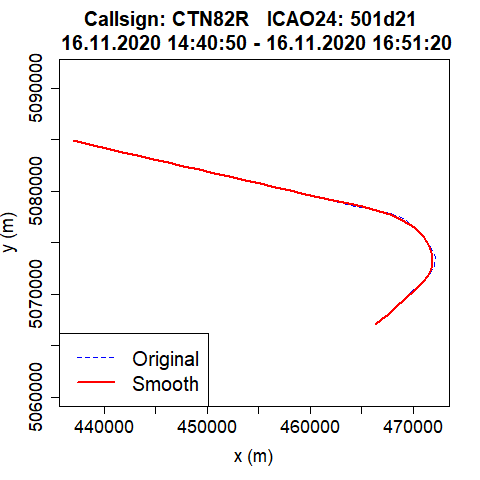 Callsign: CTN82R   ICAO24: 501d21
16.11.2020 14:40:50 - 16.11.2020 16:51:20
5090000
5080000
5070000
5060000
y (m)
Original
Smooth
440000 450000 460000 470000
x (m)